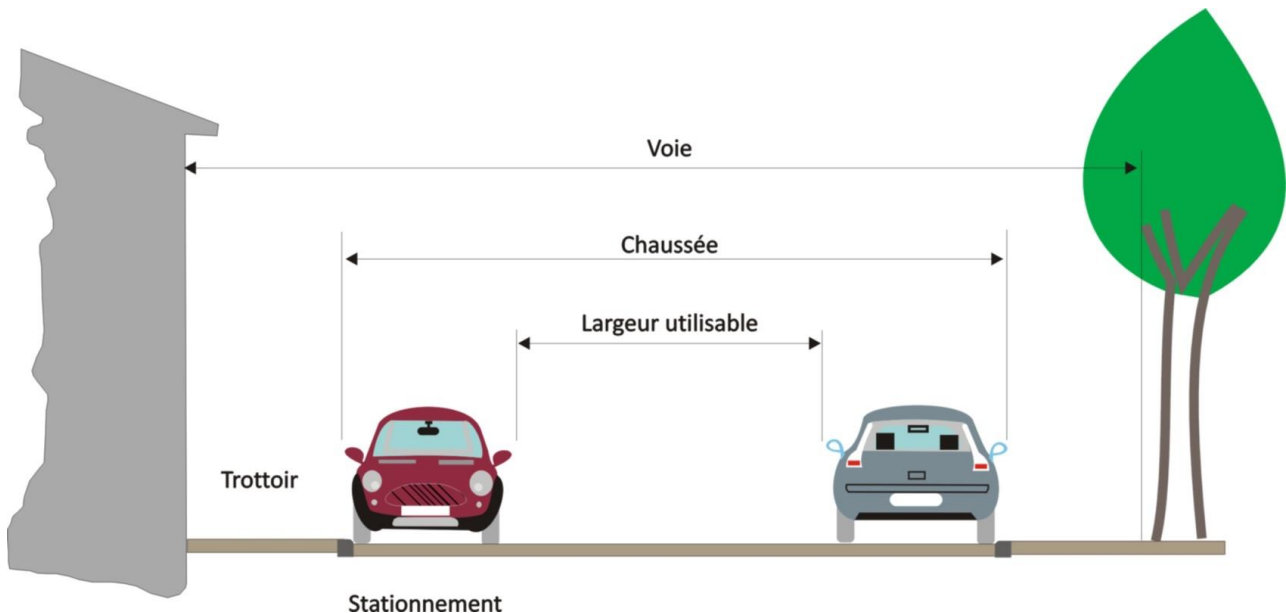 Voie
Chaussée
Largeur utilisable
Trottoir
Stationnement